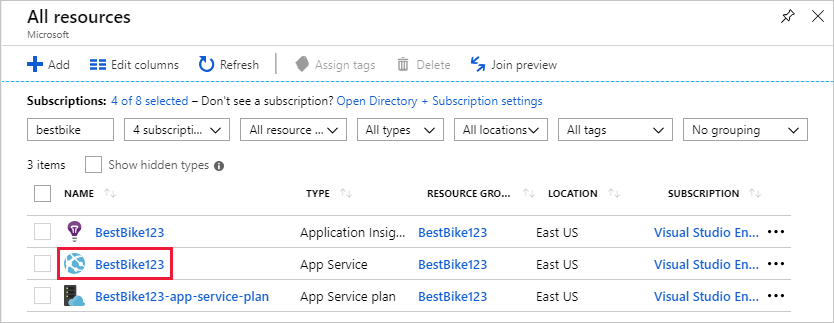 All resources
Microsoft
Add Edit columns Refresh Assign tags Delete Join preview
Subscriptions: 4 of 8 selected – Don't see a subscription? Open Directory + Subscription settings
bestbike 4 subscripti... All resource ... All types All locations All tags No grouping
3 items Show hidden types
NAME TYPE RESOURCE GRO... LOCATION SUBSCRIPTION
BestBike123 Application Insig... BestBike123 East US Visual Studio En...
BestBike123 App Service BestBike123 East US Visual Studio En...
BestBike123-app-service-plan App Service plan BestBike123 East US Visual Studio En...